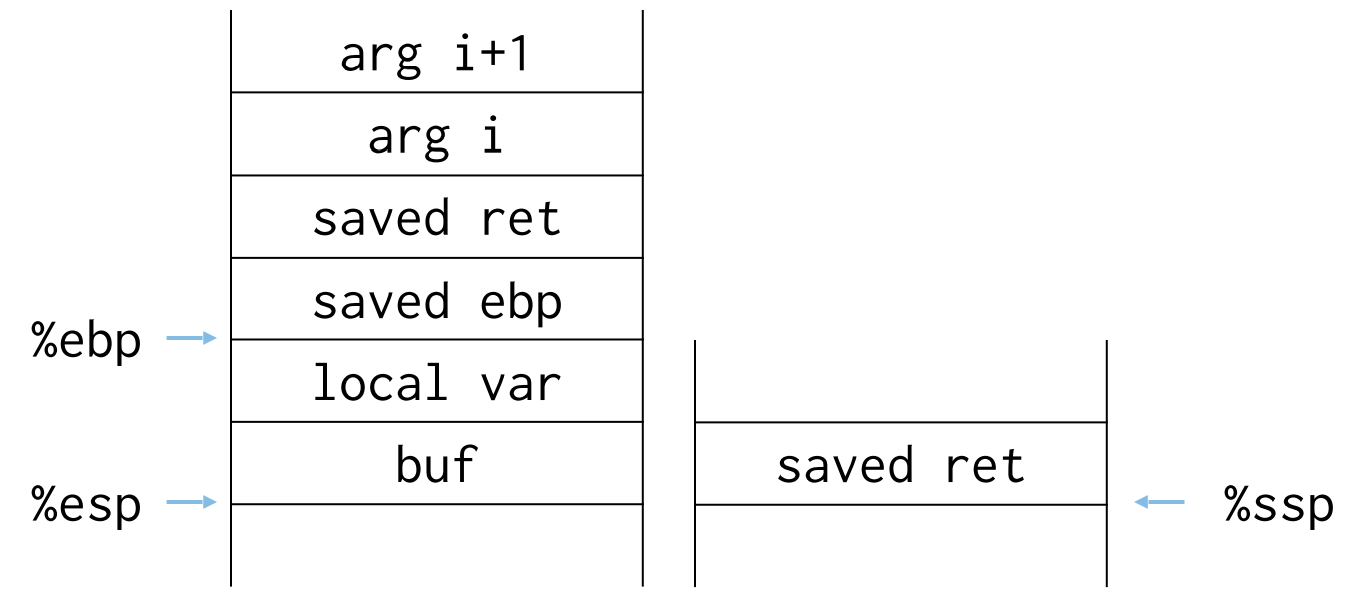 arg i+1
arg i
saved ret
saved ebp
%ebp
local var
buf
saved ret
%esp
%ssp